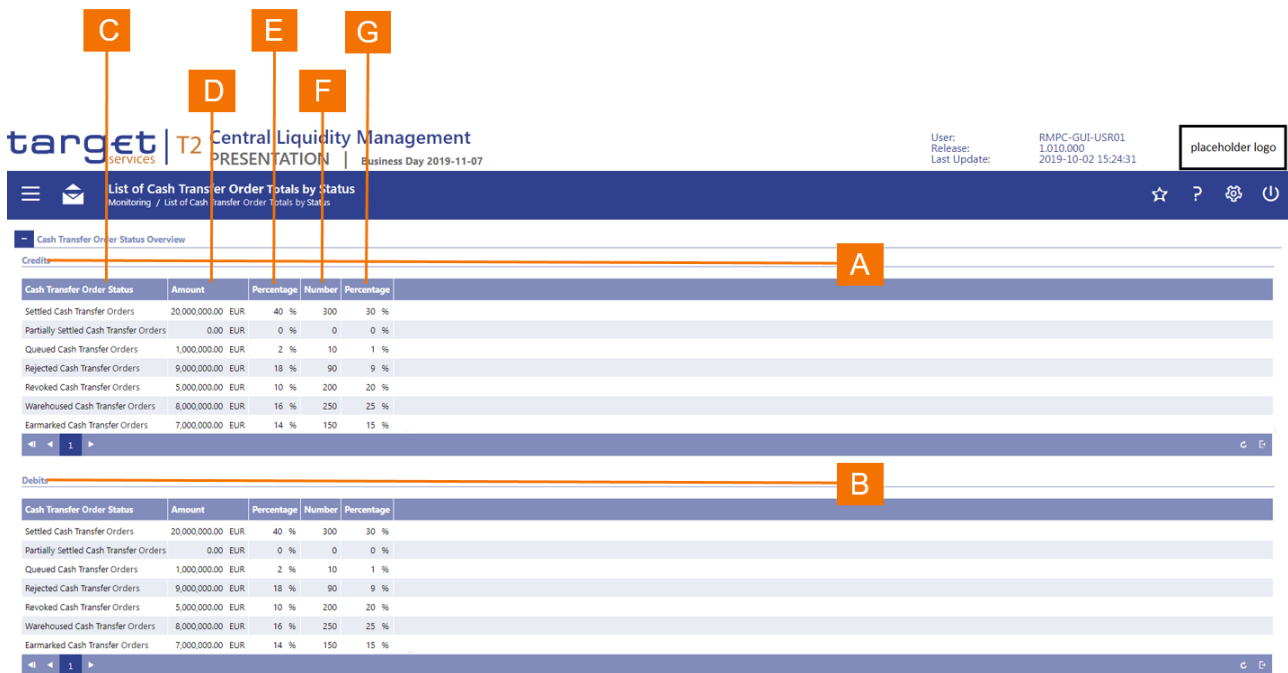 C
E
G
D
F
target services | T2 Central Liquidity Management
PRESENTATION | Business Day 2019-11-07
User: RMPC-GUI-USR01
Release: 1.010.000
Last Update: 2019-10-02 15:24:31
placeholder logo
List of Cash Transfer Order Totals by Status
Monitoring / List of Cash Transfer Order Totals by Status
Cash Transfer Order Status Overview
Credits
A
Cash Transfer Order Status Amount Percentage Number Percentage
Settled Cash Transfer Orders 20,000,000.00 EUR 40 % 300 30 %
Partially Settled Cash Transfer Orders 0.00 EUR 0 % 0 0 %
Queued Cash Transfer Orders 1,000,000.00 EUR 2 % 10 1 %
Rejected Cash Transfer Orders 9,000,000.00 EUR 18 % 90 9 %
Revoked Cash Transfer Orders 5,000,000.00 EUR 10 % 200 20 %
Warehoused Cash Transfer Orders 8,000,000.00 EUR 16 % 250 25 %
Earmarked Cash Transfer Orders 7,000,000.00 EUR 14 % 150 15 %
1
Debits
B
Cash Transfer Order Status Amount Percentage Number Percentage
Settled Cash Transfer Orders 20,000,000.00 EUR 40 % 300 30 %
Partially Settled Cash Transfer Orders 0.00 EUR 0 % 0 0 %
Queued Cash Transfer Orders 1,000,000.00 EUR 2 % 10 1 %
Rejected Cash Transfer Orders 9,000,000.00 EUR 18 % 90 9 %
Revoked Cash Transfer Orders 5,000,000.00 EUR 10 % 200 20 %
Warehoused Cash Transfer Orders 8,000,000.00 EUR 16 % 250 25 %
Earmarked Cash Transfer Orders 7,000,000.00 EUR 14 % 150 15 %
1